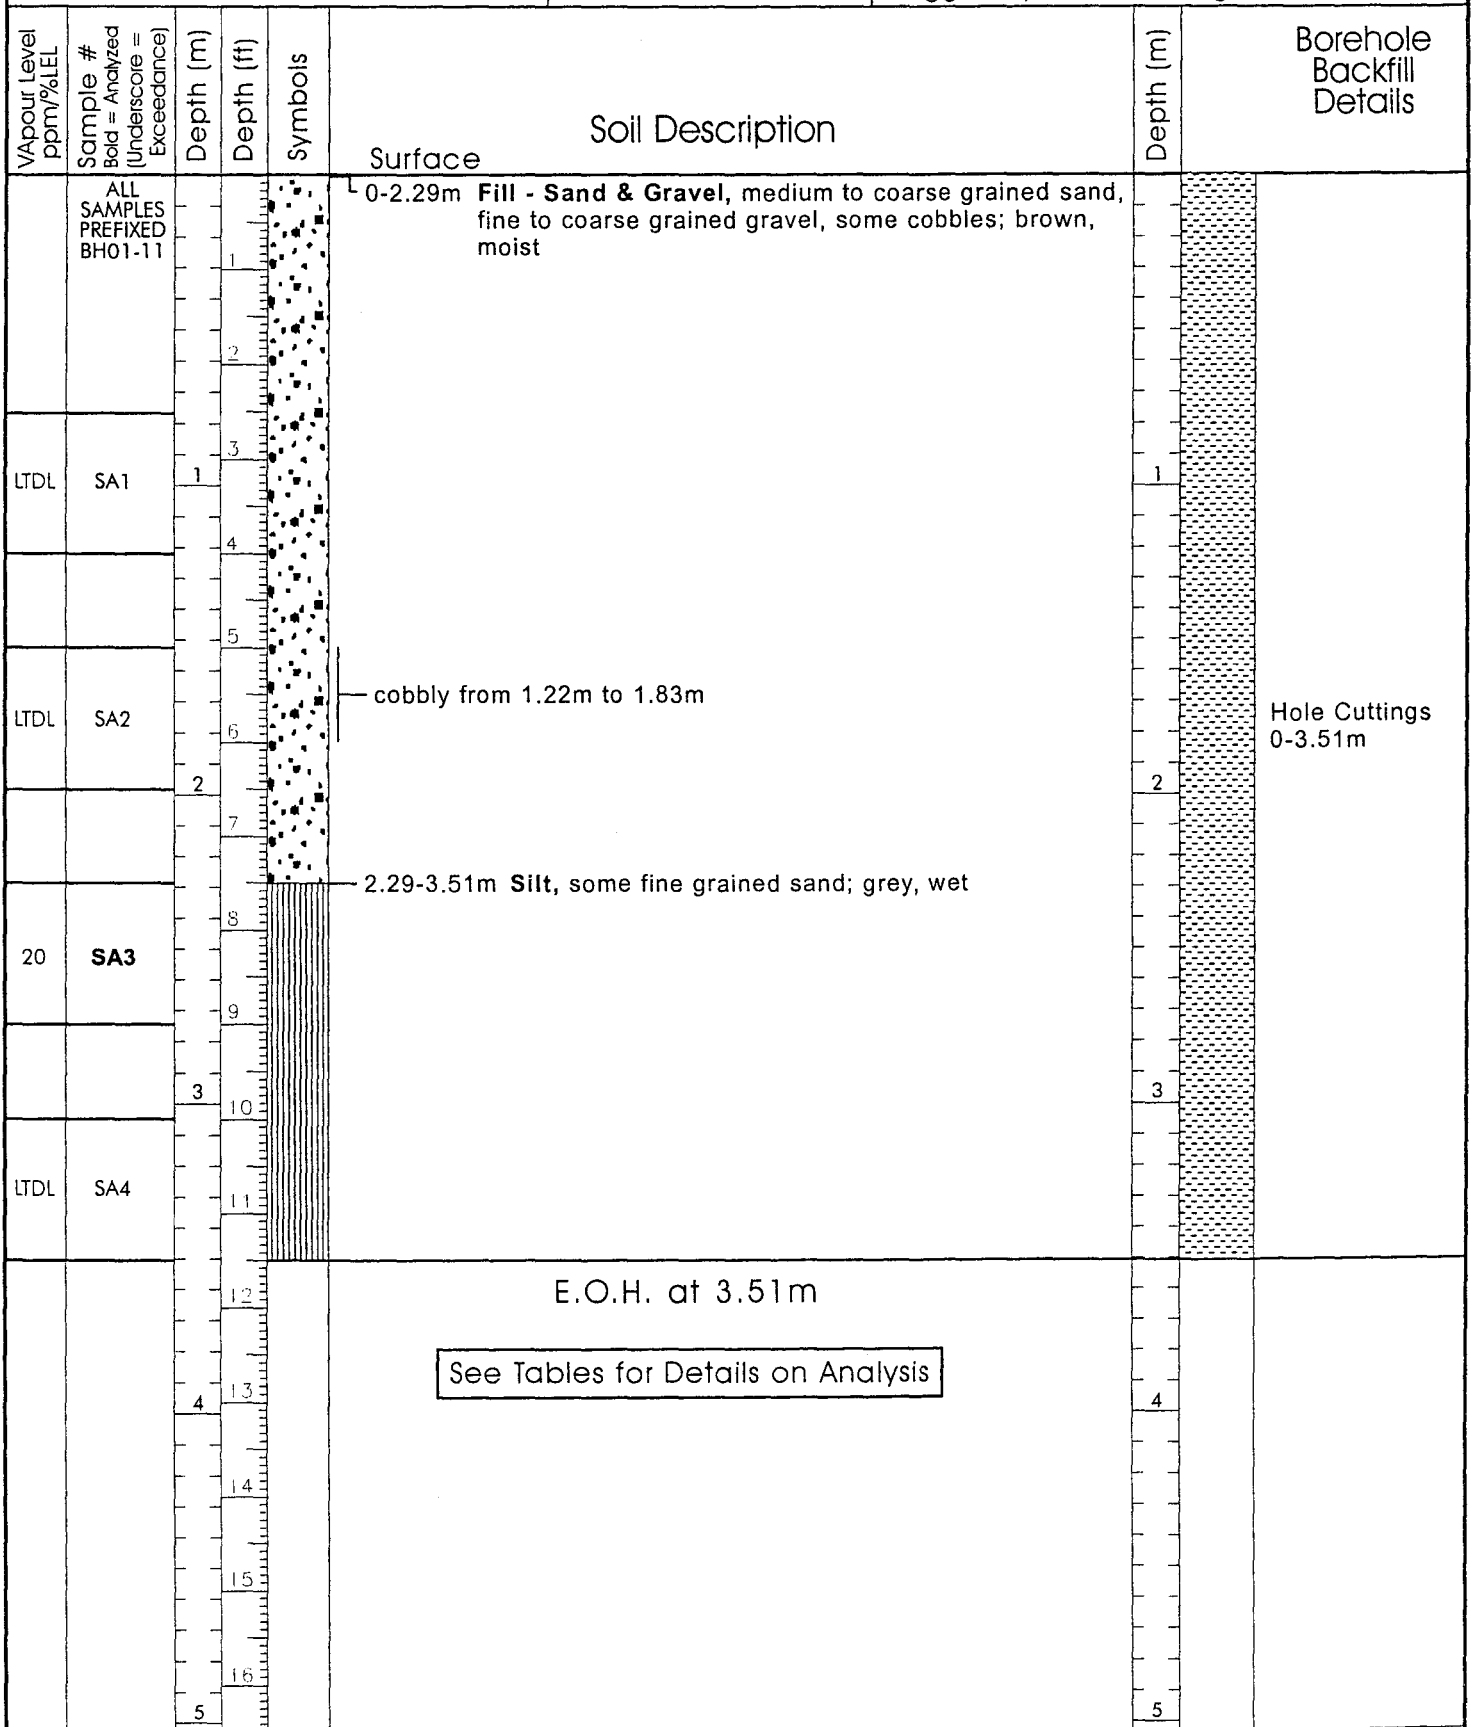 VApour Level
ppm/%LEL
Sample #
Bold = Analyzed
(Underscore =
Exceedance)
Depth (m)
Depth (ft)
Symbols
Soil Description
Surface
Depth (m)
Borehole
Backfill
Details
ALL
SAMPLES
PREFIXED
BH01-11
0-2.29m Fill - Sand & Gravel, medium to coarse grained sand,
fine to coarse grained gravel, some cobbles; brown,
moist
1
2
3
LTDL SA1 1
1
4
5
cobbly from 1.22m to 1.83m
LTDL SA2
6
Hole Cuttings
0-3.51m
2
2
7
2.29-3.51m Silt, some fine grained sand; grey, wet
8
20 SA3
9
3
3
10
LTDL SA4
11
12
E.O.H. at 3.51m
See Tables for Details on Analysis
13
4
4
14
15
16
5
5